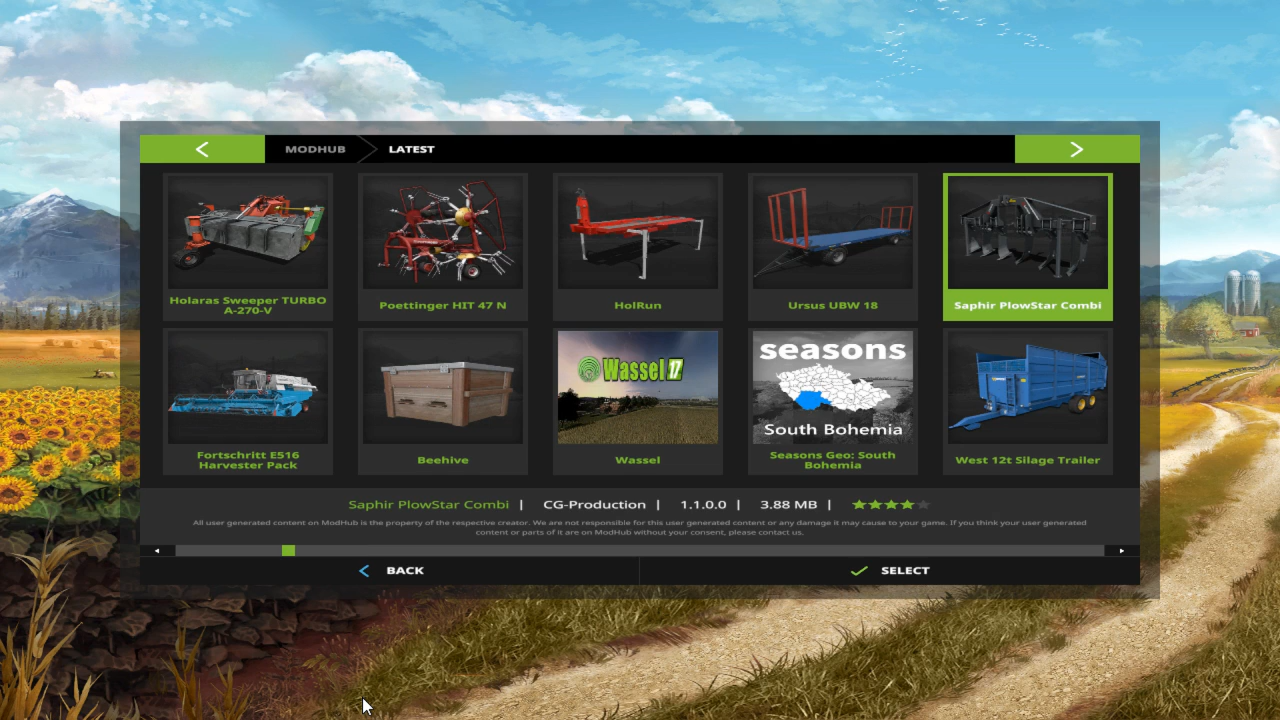 MODHUB
LATEST
Holaras Sweeper TURBO
A-270-V
Poettinger HIT 47 N
HolRun
Ursus UBW 18
Saphir PlowStar Combi
Wassel 17
seasons
South Bohemia
Fortschritt E516
Harvester Pack
Beehive
Wassel
Seasons Geo: South
Bohemia
West 12t Silage Trailer
Saphir PlowStar Combi | CG-Production | 1.1.0.0 | 3.88 MB |
All user generated content on ModHub is the property of the respective creator. We are not responsible for this user generated content or any damage it may cause to your game. If you think your user generated
content or parts of it are on ModHub without your consent, please contact us.
BACK
SELECT